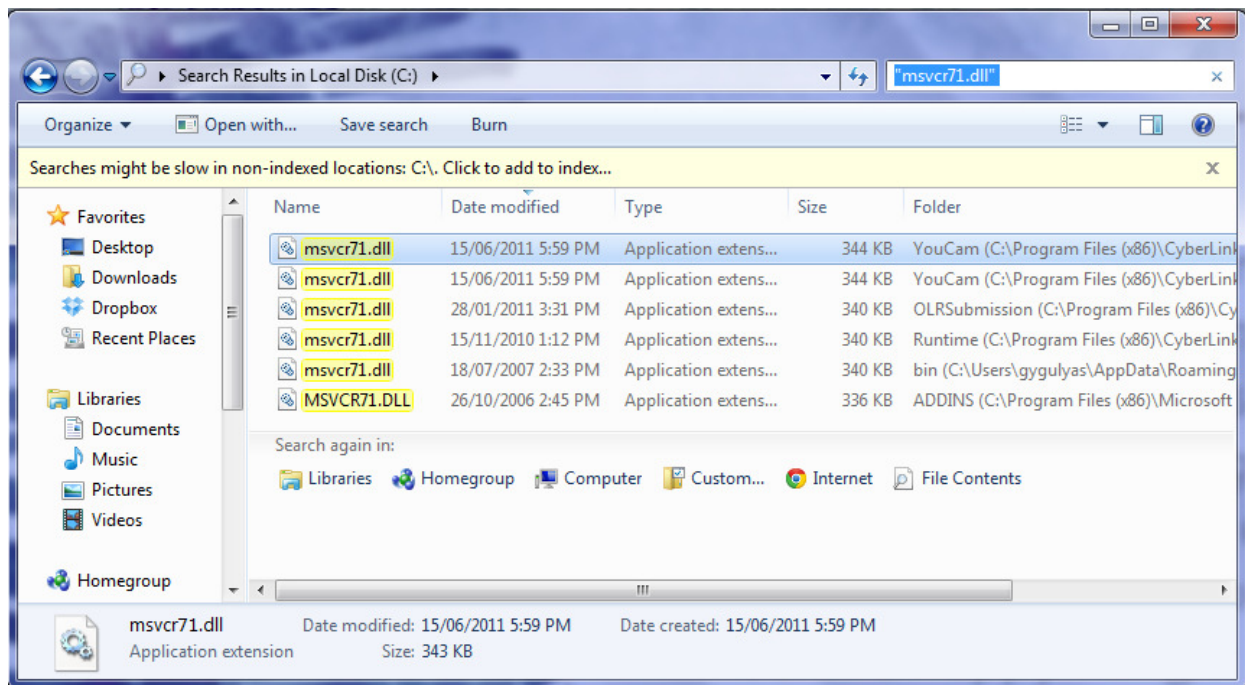 Search Results in Local Disk (C:)
"msvcr71.dll"
Organize Open with... Save search Burn
Searches might be slow in non-indexed locations: C:\. Click to add to index...
Favorites
Desktop
Downloads
Dropbox
Recent Places
Libraries
Documents
Music
Pictures
Videos
Homegroup
Name Date modified Type Size Folder
msvcr71.dll 15/06/2011 5:59 PM Application extens... 344 KB YouCam (C:\Program Files (x86)\CyberLink
msvcr71.dll 15/06/2011 5:59 PM Application extens... 344 KB YouCam (C:\Program Files (x86)\CyberLink
msvcr71.dll 28/01/2011 3:31 PM Application extens... 340 KB OLRSubmission (C:\Program Files (x86)\Cy
msvcr71.dll 15/11/2010 1:12 PM Application extens... 340 KB Runtime (C:\Program Files (x86)\CyberLink
msvcr71.dll 18/07/2007 2:33 PM Application extens... 340 KB bin (C:\Users\gygulyas\AppData\Roaming
MSVCR71.DLL 26/10/2006 2:45 PM Application extens... 336 KB ADDINS (C:\Program Files (x86)\Microsoft
Search again in:
Libraries Homegroup Computer Custom... Internet File Contents
msvcr71.dll Date modified: 15/06/2011 5:59 PM Date created: 15/06/2011 5:59 PM
Application extension Size: 343 KB